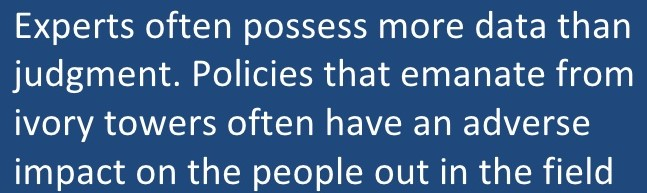 Experts often possess more data than
judgment. Policies that emanate from
ivory towers often have an adverse
impact on the people out in the field